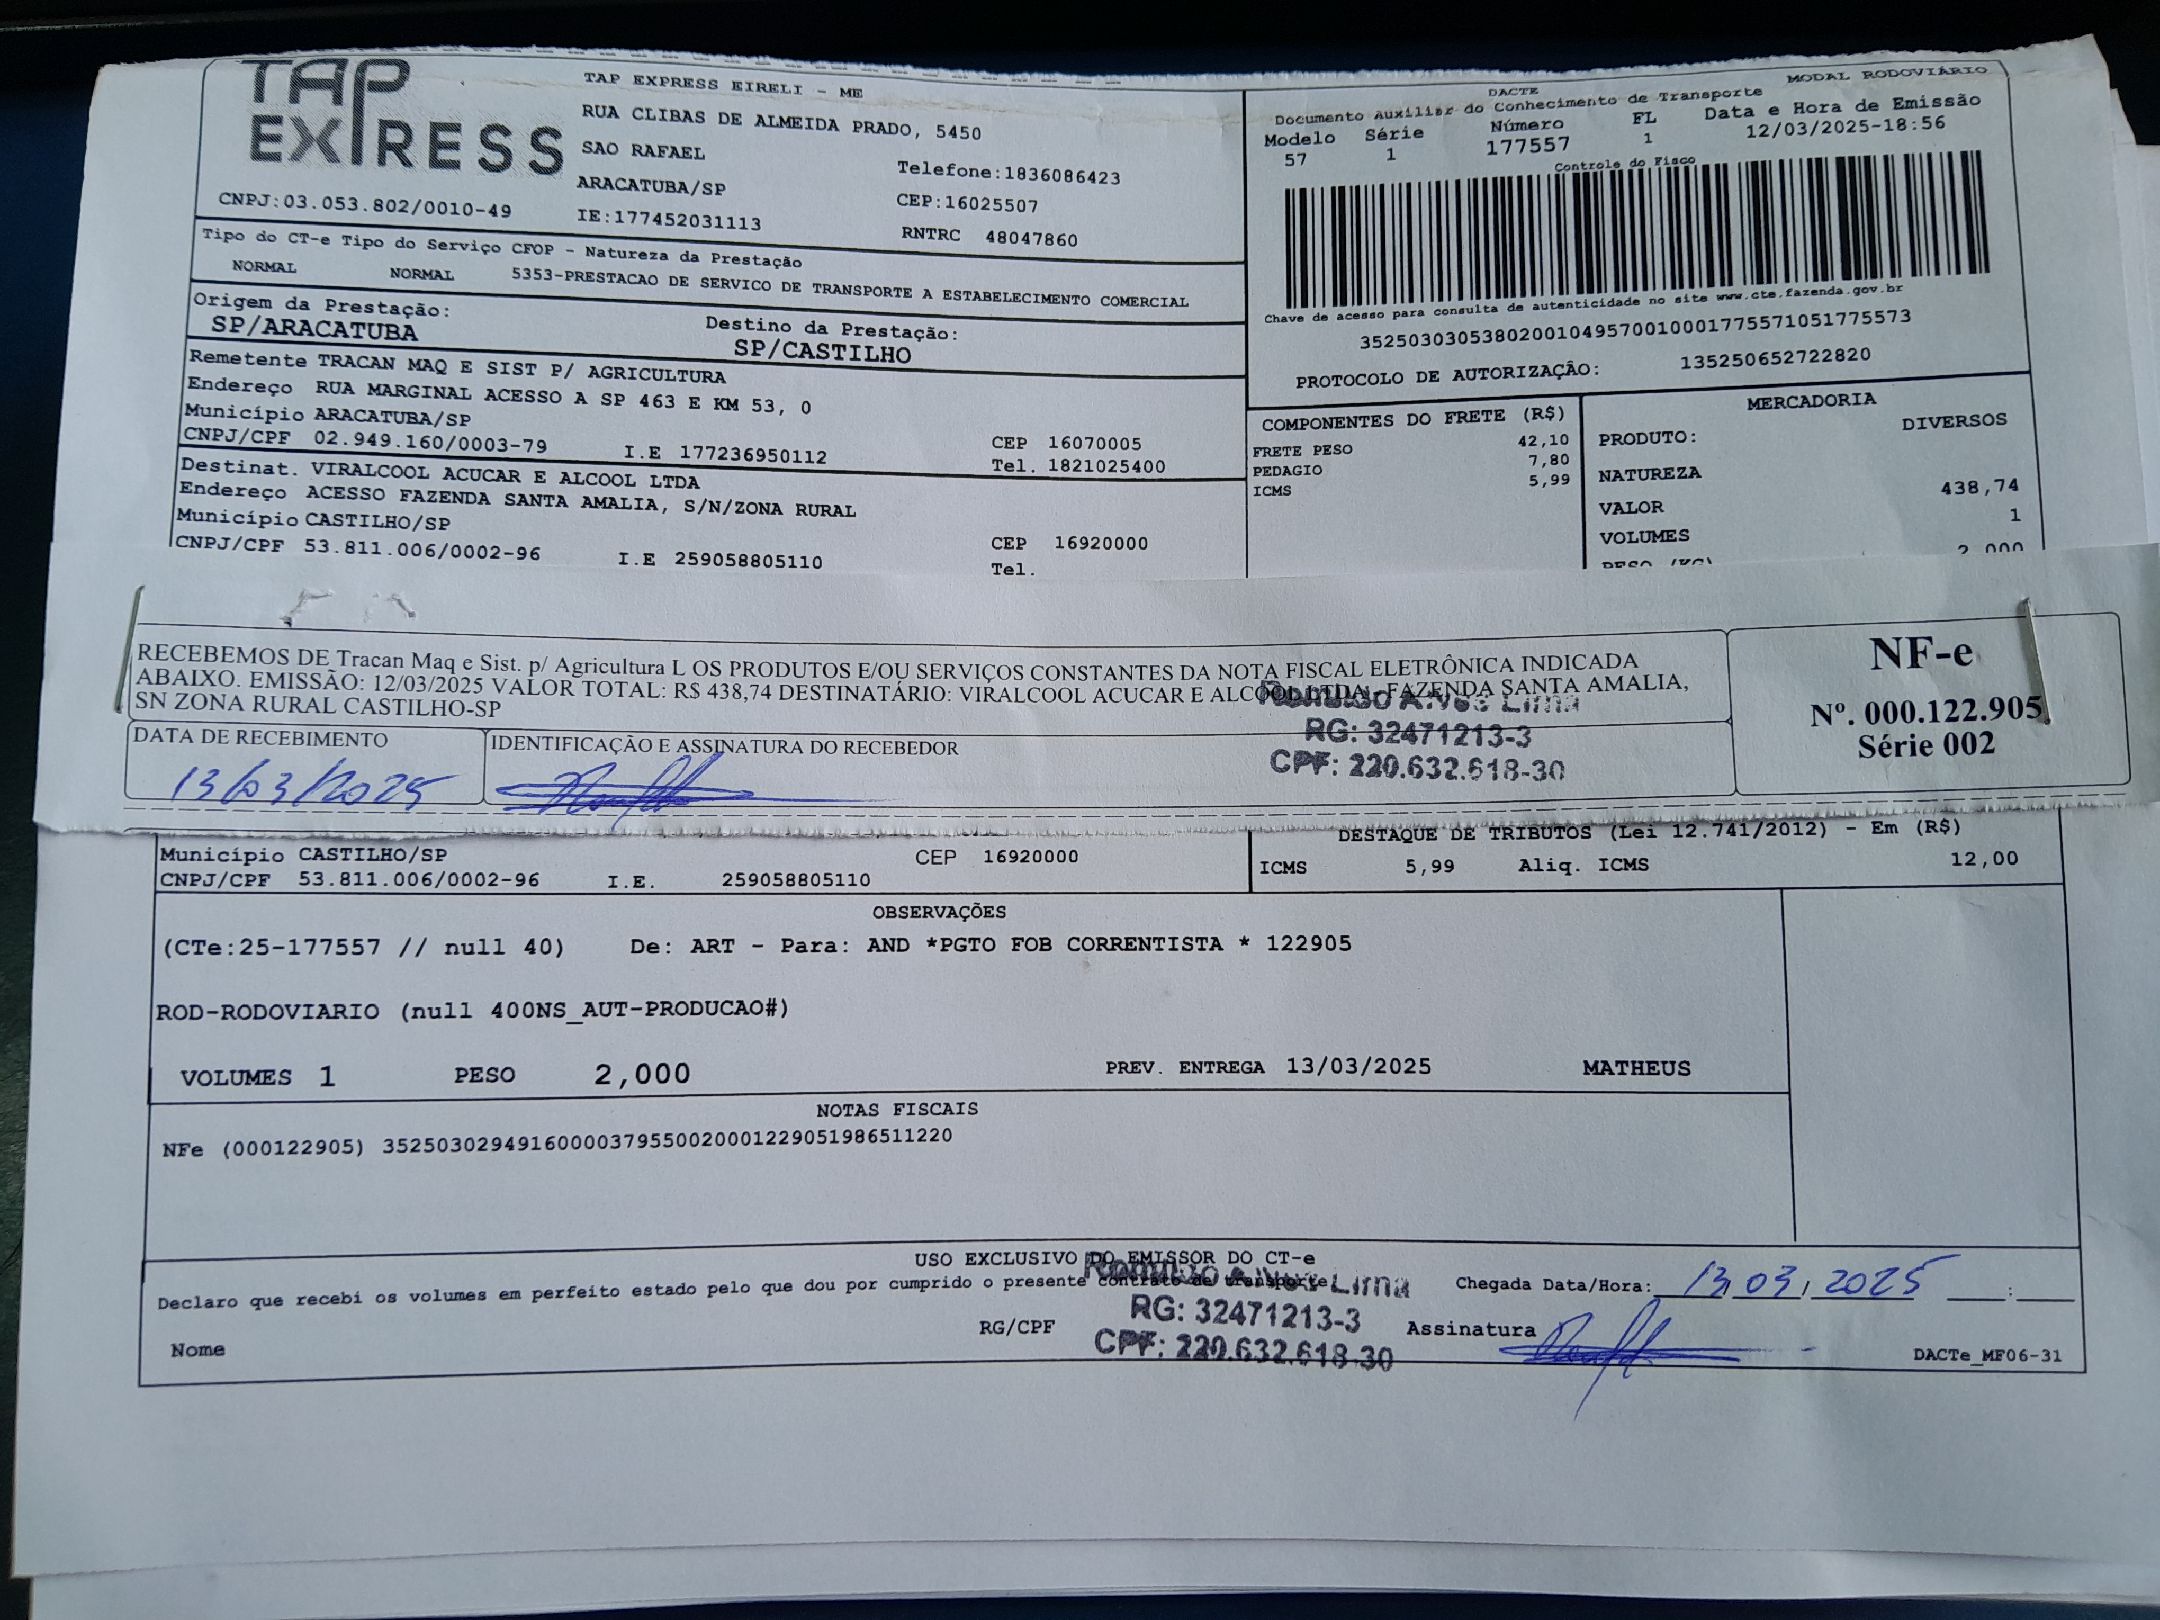 TAP EXPRESS
TAP EXPRESS EIRELI - ME
RUA CLIBAS DE ALMEIDA PRADO, 5450
SAO RAFAEL
Telefone:1836086423
ARACATUBA/SP
CEP:16025507
CNPJ:03.053.802/0010-49
IE:177452031113
RNTRC 48047860
MODAL RODOVIÁRIO
DACTE
Documento Auxiliar do Conhecimento de Transporte
Modelo Série Número FL Data e Hora de Emissão
57 1 177557 1 12/03/2025-18:56
Controle do Fisco
Chave de acesso para consulta de autenticidade no site www.cte.fazenda.gov.br
35250303053802001049570010001775571051775573
PROTOCOLO DE AUTORIZAÇÃO: 135250652722820
Tipo do CT-e Tipo do Serviço CFOP - Natureza da Prestação
NORMAL NORMAL 5353-PRESTACAO DE SERVICO DE TRANSPORTE A ESTABELECIMENTO COMERCIAL
Origem da Prestação: Destino da Prestação:
SP/ARACATUBA SP/CASTILHO
Remetente TRACAN MAQ E SIST P/ AGRICULTURA
Endereço RUA MARGINAL ACESSO A SP 463 E KM 53, 0
Município ARACATUBA/SP CEP 16070005
CNPJ/CPF 02.949.160/0003-79 I.E 177236950112 Tel. 1821025400
Destinat. VIRALCOOL ACUCAR E ALCOOL LTDA
Endereço ACESSO FAZENDA SANTA AMALIA, S/N/ZONA RURAL
Município CASTILHO/SP CEP 16920000
CNPJ/CPF 53.811.006/0002-96 I.E 259058805110 Tel.
COMPONENTES DO FRETE (R$)
FRETE PESO 42,10
PEDAGIO 7,80
ICMS 5,99
MERCADORIA
PRODUTO: DIVERSOS
NATUREZA
VALOR 438,74
VOLUMES 1
PESO (KG) 2,000
RECEBEMOS DE Tracan Maq e Sist. p/ Agricultura L OS PRODUTOS E/OU SERVIÇOS CONSTANTES DA NOTA FISCAL ELETRÔNICA INDICADA
ABAIXO. EMISSÃO: 12/03/2025 VALOR TOTAL: R$ 438,74 DESTINATÁRIO: VIRALCOOL ACUCAR E ALCOOL LTDA - FAZENDA SANTA AMALIA,
SN ZONA RURAL CASTILHO-SP
Lima
RG: 32471213-3
CPF: 220.632.618-30
DATA DE RECEBIMENTO
13/03/2025
IDENTIFICAÇÃO E ASSINATURA DO RECEBEDOR
NF-e
Nº. 000.122.905
Série 002
Município CASTILHO/SP CEP 16920000
CNPJ/CPF 53.811.006/0002-96 I.E. 259058805110
DESTAQUE DE TRIBUTOS (Lei 12.741/2012) - Em (R$)
ICMS 5,99 Aliq. ICMS 12,00
OBSERVAÇÕES
(CTe:25-177557 // null 40) De: ART - Para: AND *PGTO FOB CORRENTISTA * 122905
ROD-RODOVIARIO (null 400NS_AUT-PRODUCAO#)
VOLUMES 1 PESO 2,000 PREV. ENTREGA 13/03/2025 MATHEUS
NOTAS FISCAIS
NFe (000122905) 35250302949160000379550020001229051986511220
USO EXCLUSIVO DO EMISSOR DO CT-e
Declaro que recebi os volumes em perfeito estado pelo que dou por cumprido o presente contrato de transporte
Lima
Chegada Data/Hora: 13/03/2025 :
RG: 32471213-3
RG/CPF
Assinatura
CPF: 220.632.618-30
Nome
DACTe_MF06-31